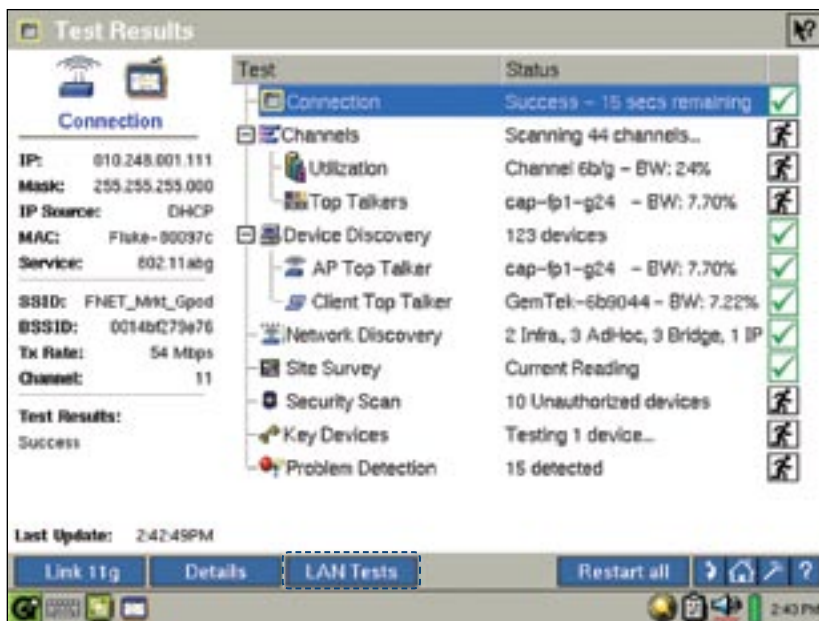 Test Results
Connection
IP: 010.248.001.111
Mask: 255.255.255.000
IP Source: DHCP
MAC: Fluke-80097c
Service: 802.11abg
SSID: FNET_Mrkt_Gpod
BSSID: 0014bf279e76
Tx Rate: 54 Mbps
Channel: 11
Test Results:
Success
Last Update: 2:42:49PM
Test Status
Connection Success - 15 secs remaining
Channels Scanning 44 channels...
Utilization Channel 6b/g - BW: 24%
Top Talkers cap-fp1-g24 - BW: 7.70%
Device Discovery 123 devices
AP Top Talker cap-fp1-g24 - BW: 7.70%
Client Top Talker GemTek-6b9044 - BW: 7.22%
Network Discovery 2 Infra., 3 AdHoc, 3 Bridge, 1 IP
Site Survey Current Reading
Security Scan 10 Unauthorized devices
Key Devices Testing 1 device...
Problem Detection 15 detected
Link 11g Details LAN Tests Restart all ?
2:43 PM